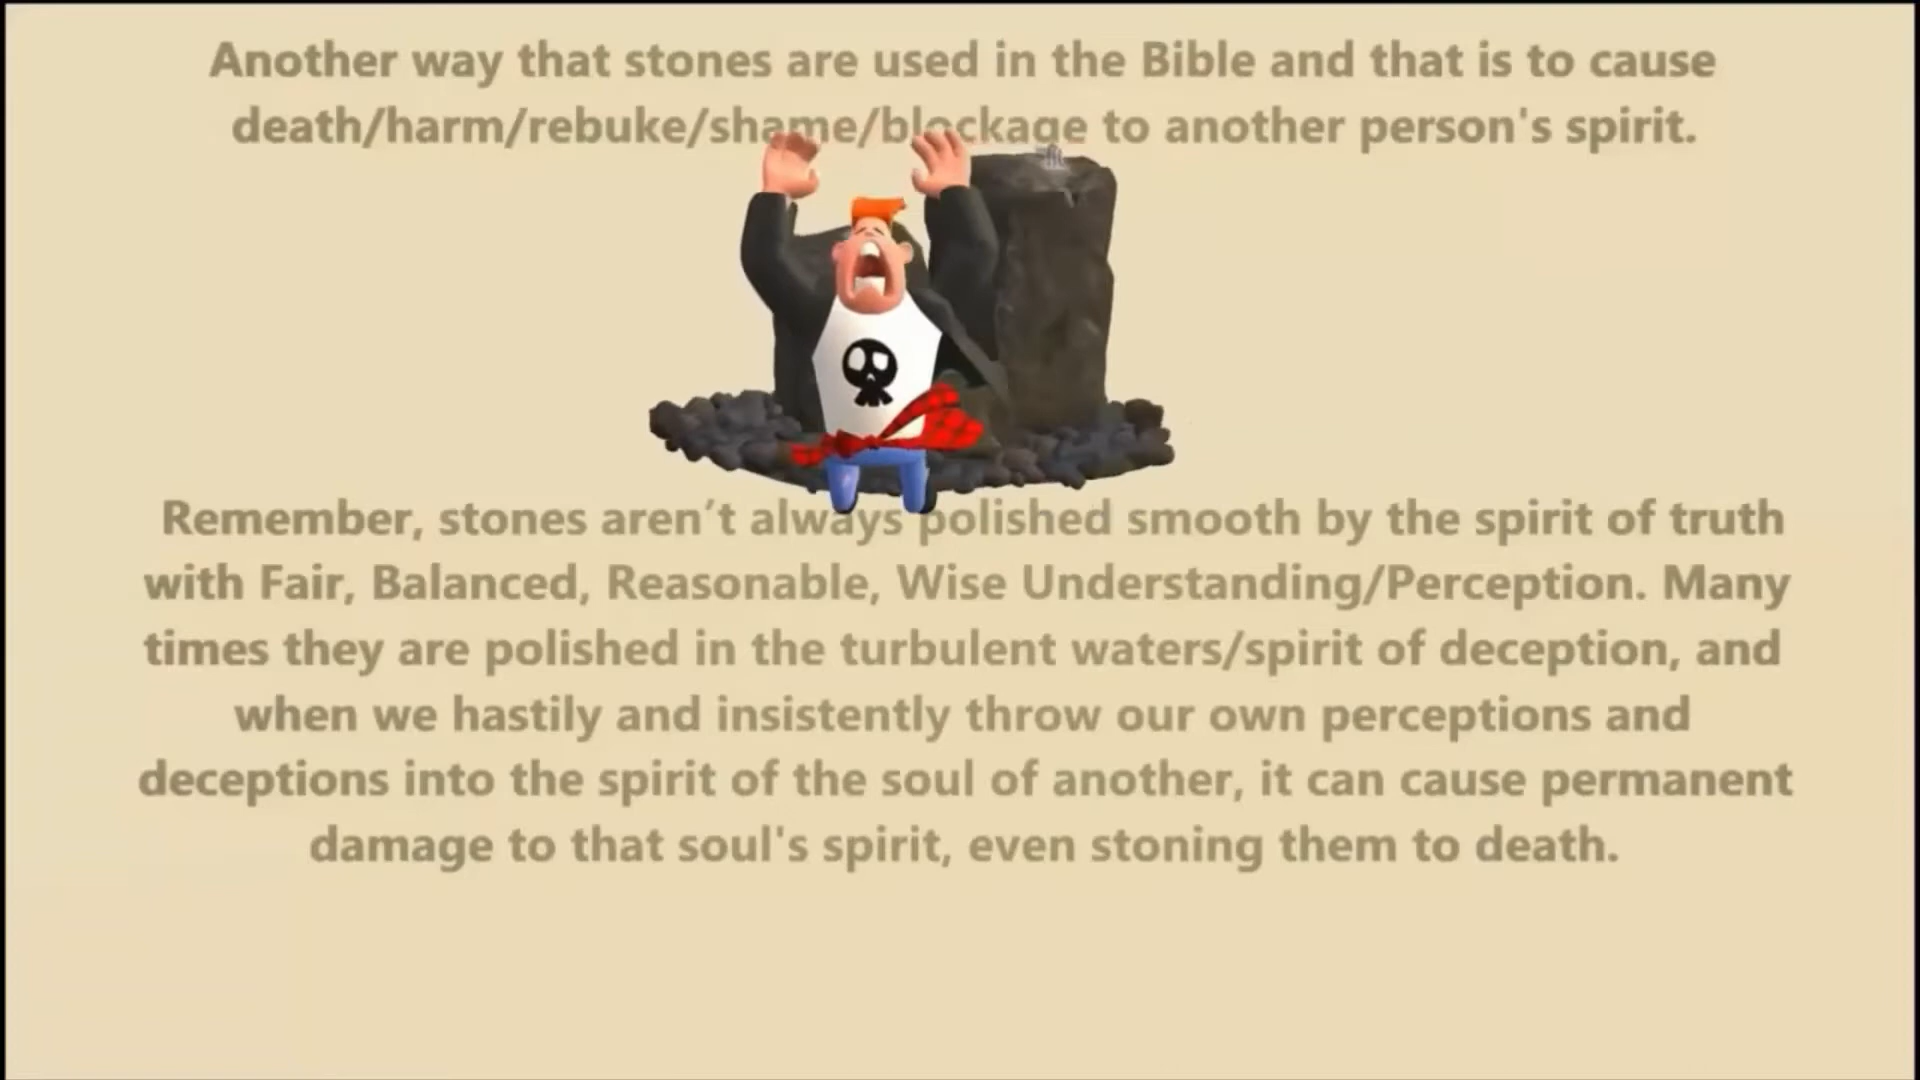 Another way that stones are used in the Bible and that is to cause
death/harm/rebuke/shame/blockage to another person's spirit.
Remember, stones aren’t always polished smooth by the spirit of truth
with Fair, Balanced, Reasonable, Wise Understanding/Perception. Many
times they are polished in the turbulent waters/spirit of deception, and
when we hastily and insistently throw our own perceptions and
deceptions into the spirit of the soul of another, it can cause permanent
damage to that soul's spirit, even stoning them to death.